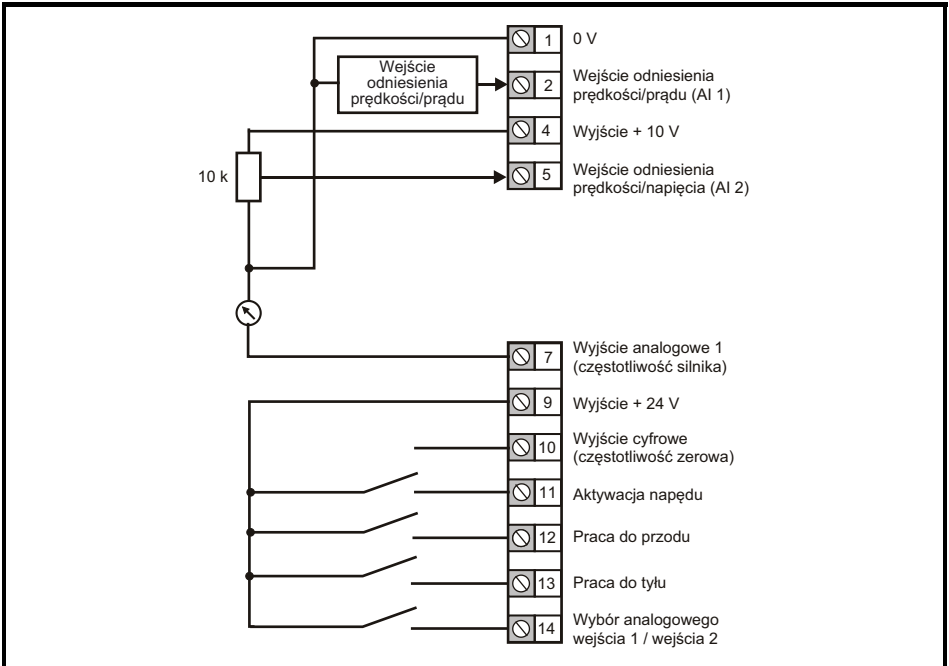 1 0 V
Wejście
odniesienia
prędkości/prądu
2 Wejście odniesienia
prędkości/prądu (AI 1)
4 Wyjście + 10 V
10 k
5 Wejście odniesienia
prędkości/napięcia (AI 2)
7 Wyjście analogowe 1
(częstotliwość silnika)
9 Wyjście + 24 V
10 Wyjście cyfrowe
(częstotliwość zerowa)
11 Aktywacja napędu
12 Praca do przodu
13 Praca do tyłu
14 Wybór analogowego
wejścia 1 / wejścia 2